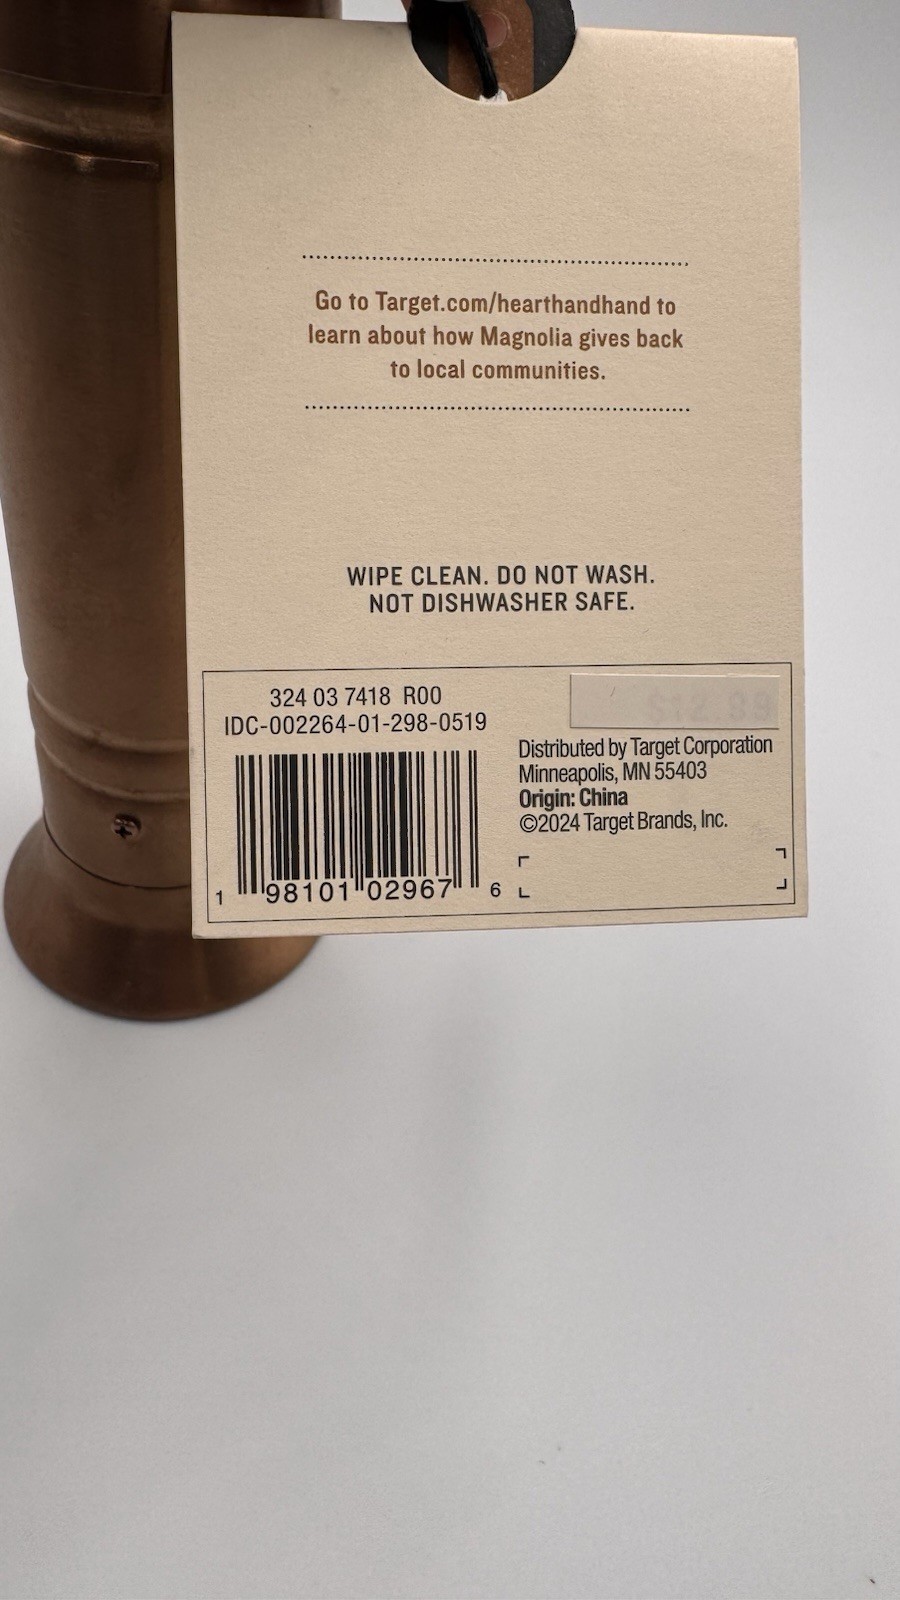 Go to Target.com/hearthandhand to
learn about how Magnolia gives back
to local communities.
WIPE CLEAN. DO NOT WASH.
NOT DISHWASHER SAFE.
324 03 7418 R00
IDC-002264-01-298-0519
1 98101 02967 6
Distributed by Target Corporation
Minneapolis, MN 55403
Origin: China
©2024 Target Brands, Inc.